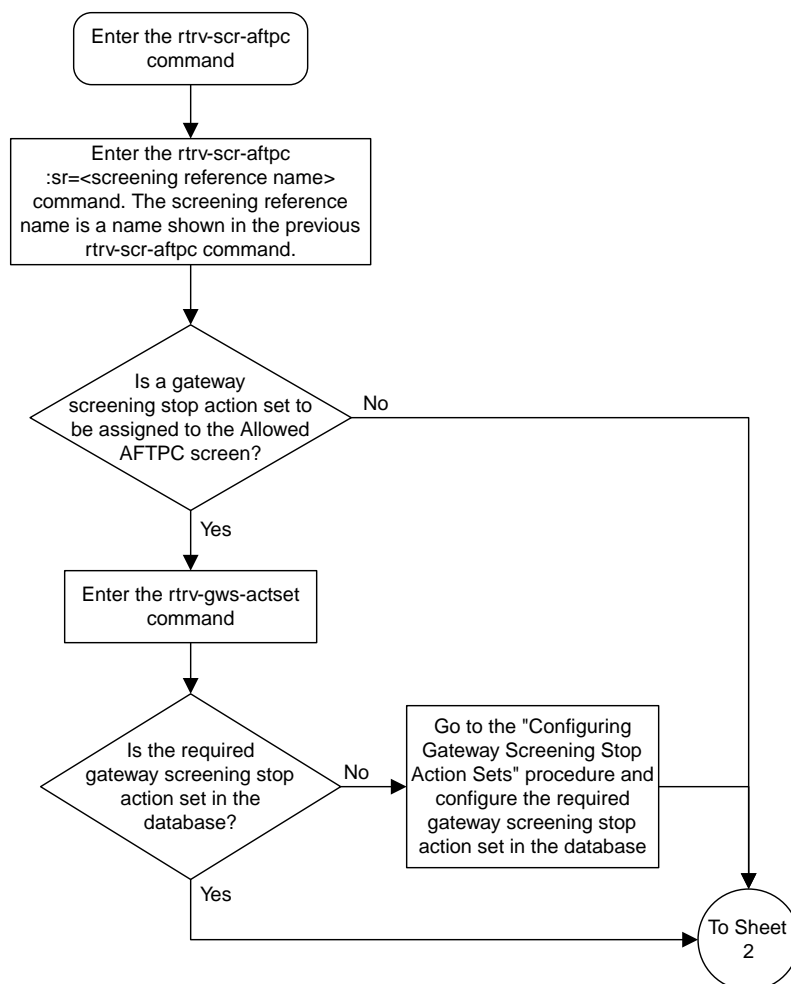 Enter the rtrv-scr-aftpc
command
Enter the rtrv-scr-aftpc
:sr=<screening reference name>
command. The screening reference
name is a name shown in the previous
rtrv-scr-aftpc command.
Is a gateway
screening stop action set to
be assigned to the Allowed
AFTPC screen?
No
Yes
Enter the rtrv-gws-actset
command
Is the required
gateway screening stop
action set in the
database?
No
Go to the "Configuring
Gateway Screening Stop
Action Sets" procedure and
configure the required
gateway screening stop
action set in the database
Yes
To Sheet
2